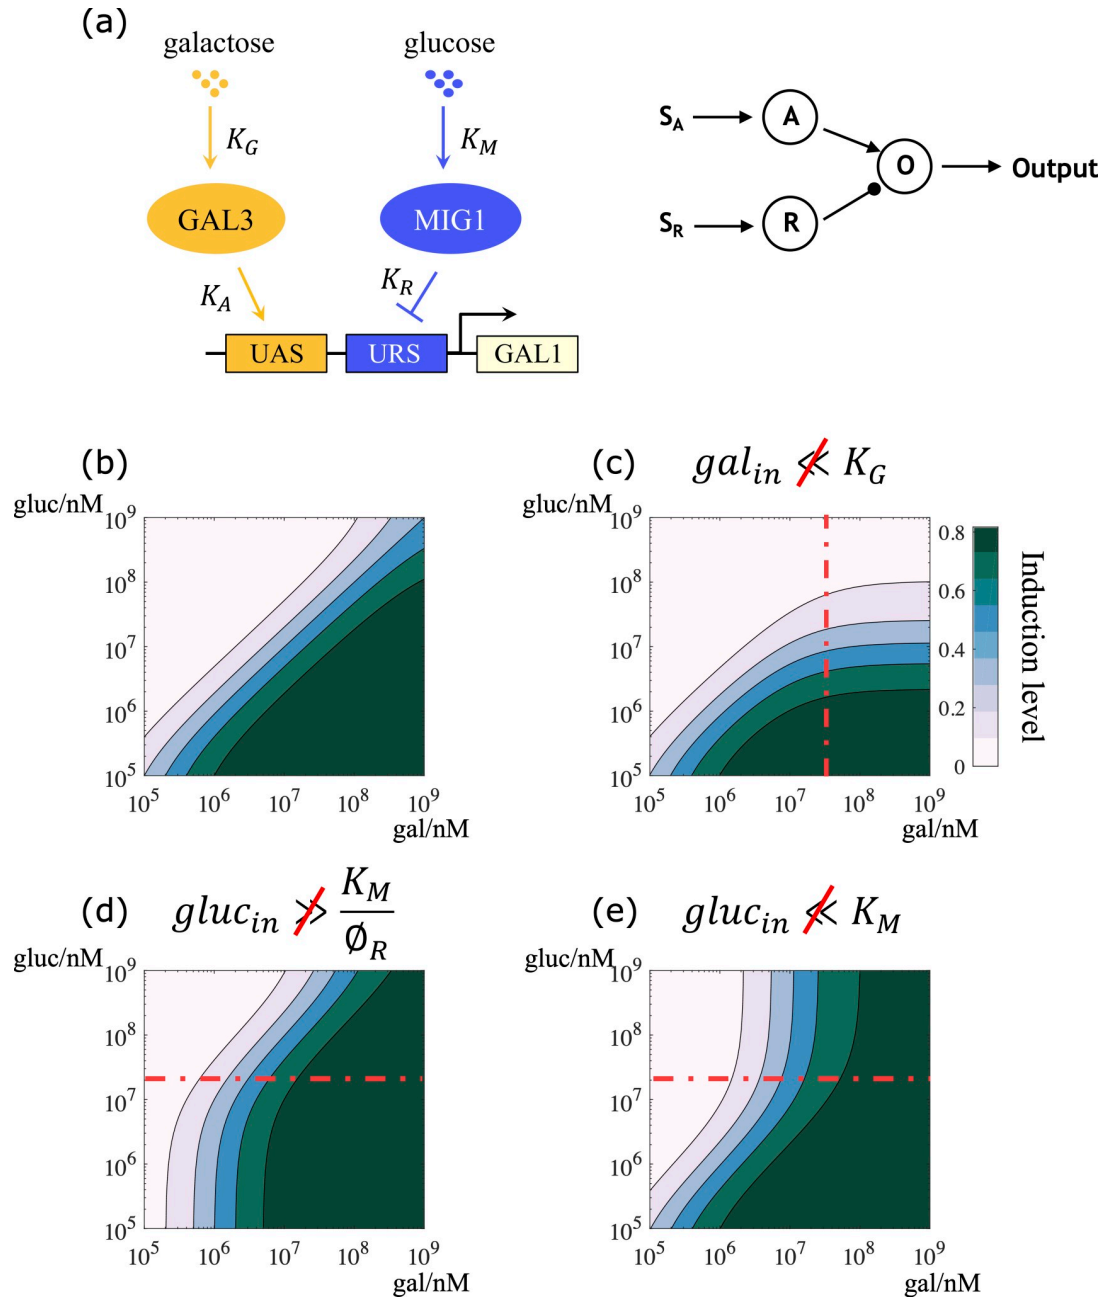 (a)
galactose glucose
K_G K_M S_A A
GAL3 MIG1 O Output
K_A K_R S_R R
UAS URS GAL1
(b) (c) gal_in ≪ K_G
gluc/nM gluc/nM
10^9 10^9 0.8
10^8 10^8 0.6
10^7 10^7 0.4
10^6 10^6 0.2
10^5 10^5 0
Induction level
10^5 10^6 10^7 10^8 10^9 10^5 10^6 10^7 10^8 10^9
gal/nM gal/nM
(d) gluc_in ≫ K_M/∅_R (e) gluc_in ≪ K_M
gluc/nM gluc/nM
10^9 10^9
10^8 10^8
10^7 10^7
10^6 10^6
10^5 10^5
10^5 10^6 10^7 10^8 10^9 10^5 10^6 10^7 10^8 10^9
gal/nM gal/nM